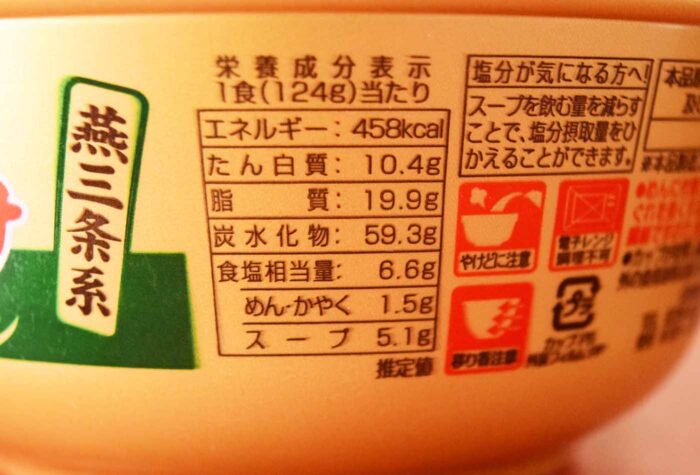 燕三条系
栄養成分表示
1食(124g)当たり
エネルギー: 458kcal
たん白質: 10.4g
脂質: 19.9g
炭水化物: 59.3g
食塩相当量: 6.6g
めん・かやく 1.5g
スープ 5.1g
推定値
塩分が気になる方へ!
スープを飲む量を減らす
ことで、塩分摂取量をひ
かえることができます。
やけどに注意
電子レンジ
調理不可
移り香注意
プラ
本品